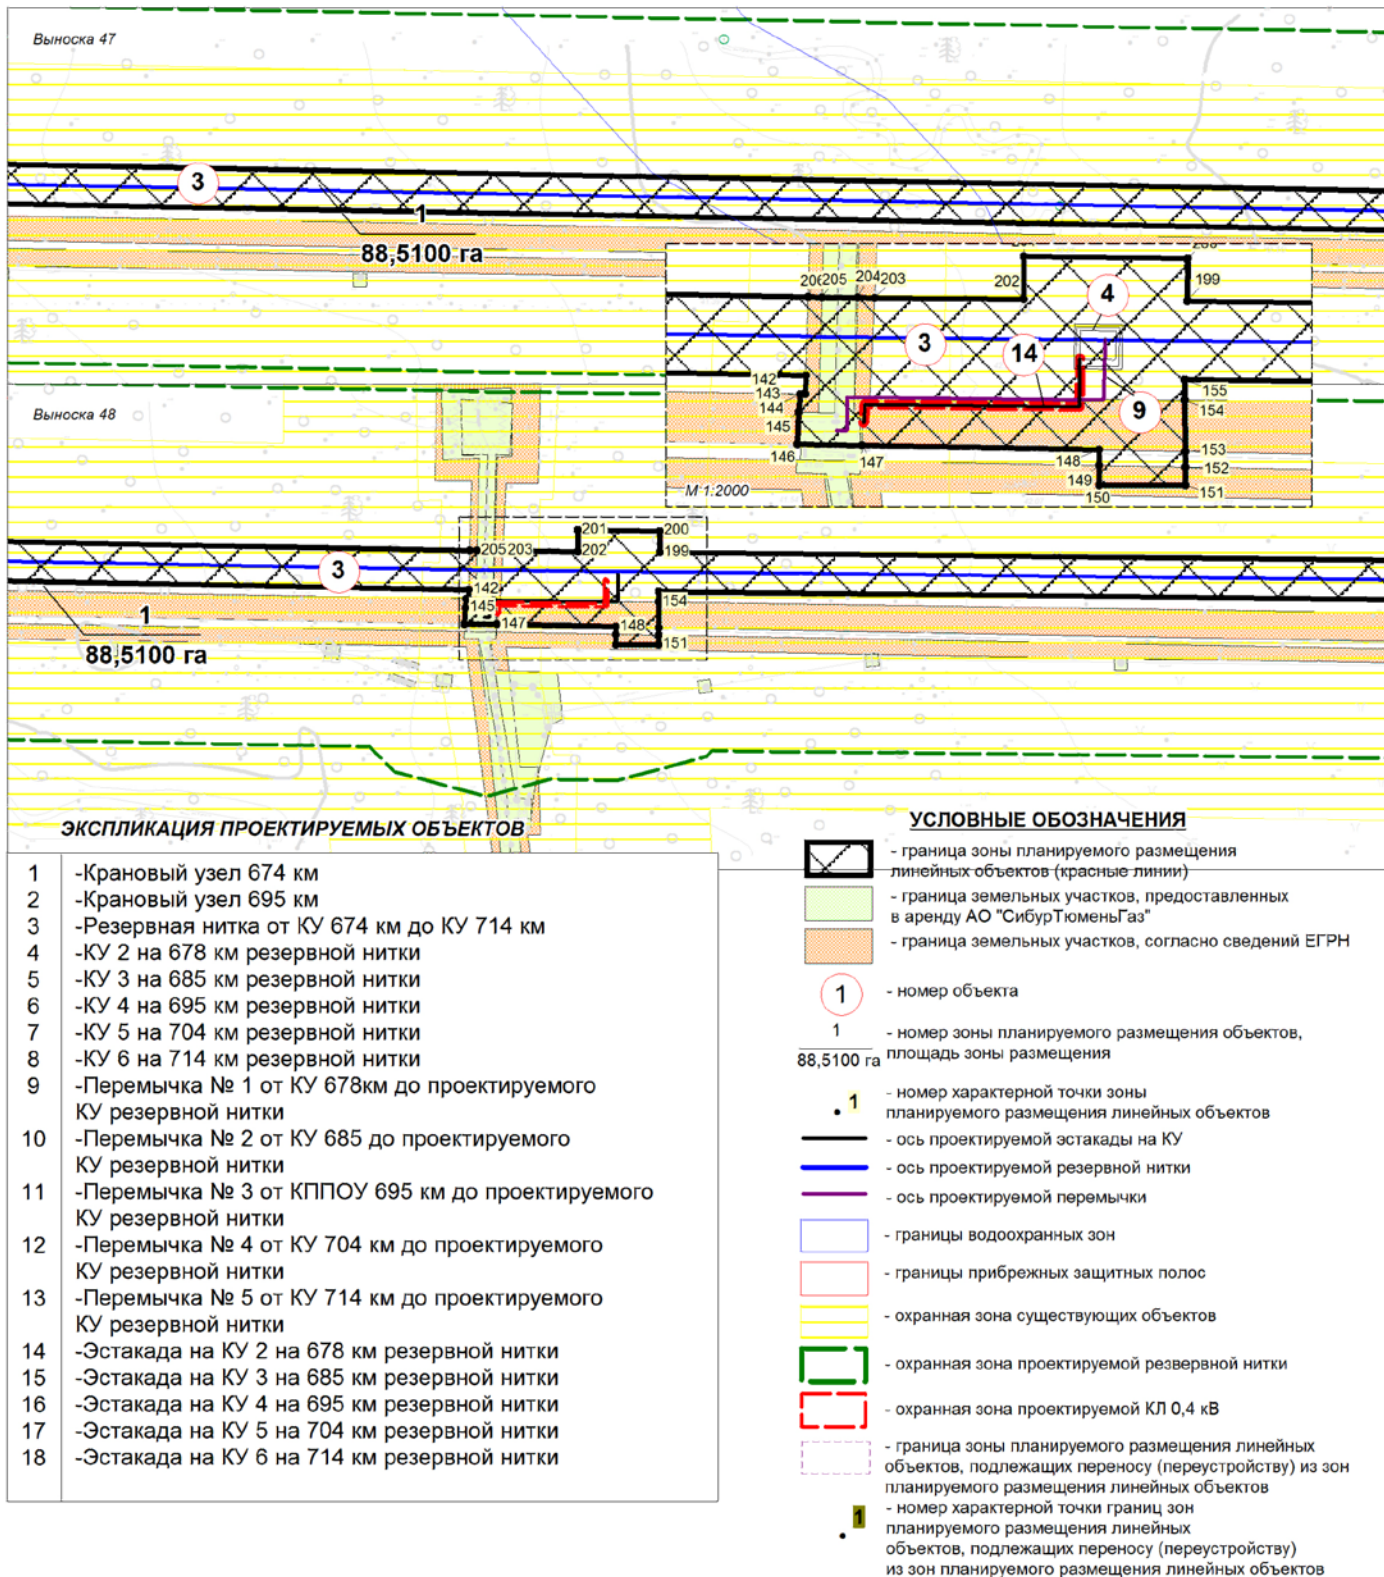 Выноска 47
3
1
88,5100 га
206 205 204 203
202
199
4
3
14
9
142
143
144
145
146
147
148
149
150
155
154
153
152
151
М 1:2000
Выноска 48
201
200
205 203
202
199
3
142
145
147
148
154
151
1
88,5100 га
ЭКСПЛИКАЦИЯ ПРОЕКТИРУЕМЫХ ОБЪЕКТОВ
1 -Крановый узел 674 км
2 -Крановый узел 695 км
3 -Резервная нитка от КУ 674 км до КУ 714 км
4 -КУ 2 на 678 км резервной нитки
5 -КУ 3 на 685 км резервной нитки
6 -КУ 4 на 695 км резервной нитки
7 -КУ 5 на 704 км резервной нитки
8 -КУ 6 на 714 км резервной нитки
9 -Перемычка № 1 от КУ 678км до проектируемого
КУ резервной нитки
10 -Перемычка № 2 от КУ 685 до проектируемого
КУ резервной нитки
11 -Перемычка № 3 от КППОУ 695 км до проектируемого
КУ резервной нитки
12 -Перемычка № 4 от КУ 704 км до проектируемого
КУ резервной нитки
13 -Перемычка № 5 от КУ 714 км до проектируемого
КУ резервной нитки
14 -Эстакада на КУ 2 на 678 км резервной нитки
15 -Эстакада на КУ 3 на 685 км резервной нитки
16 -Эстакада на КУ 4 на 695 км резервной нитки
17 -Эстакада на КУ 5 на 704 км резервной нитки
18 -Эстакада на КУ 6 на 714 км резервной нитки
УСЛОВНЫЕ ОБОЗНАЧЕНИЯ
- граница зоны планируемого размещения
линейных объектов (красные линии)
- граница земельных участков, предоставленных
в аренду АО "СибурТюменьГаз"
- граница земельных участков, согласно сведений ЕГРН
1 - номер объекта
1 - номер зоны планируемого размещения объектов,
88,5100 га площадь зоны размещения
1 - номер характерной точки зоны
планируемого размещения линейных объектов
- ось проектируемой эстакады на КУ
- ось проектируемой резервной нитки
- ось проектируемой перемычки
- границы водоохранных зон
- границы прибрежных защитных полос
- охранная зона существующих объектов
- охранная зона проектируемой резвервной нитки
- охранная зона проектируемой КЛ 0,4 кВ
- граница зоны планируемого размещения линейных
объектов, подлежащих переносу (переустройству) из зон
планируемого размещения линейных объектов
1 - номер характерной точки границ зон
планируемого размещения линейных
объектов, подлежащих переносу (переустройству)
из зон планируемого размещения линейных объектов